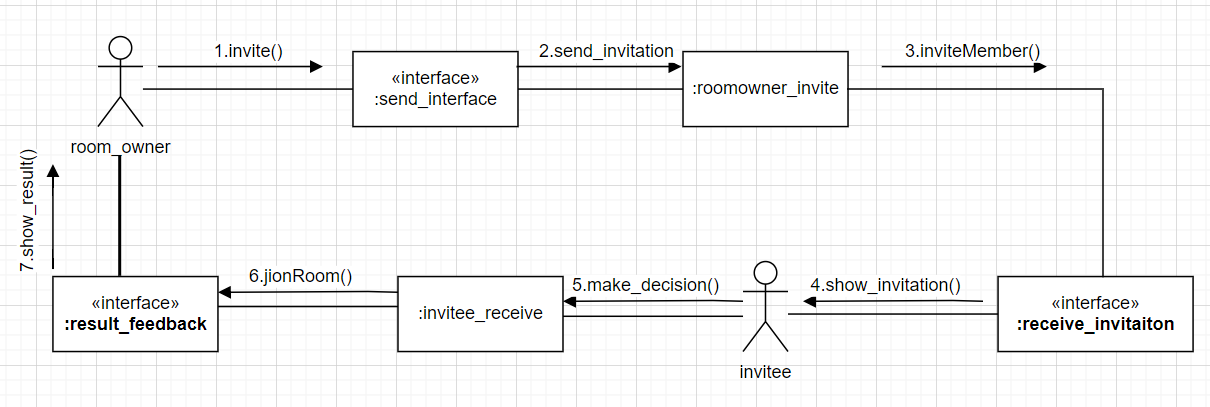 1.invite()
2.send_invitation
3.inviteMember()
«interface»
:send_interface
:roomowner_invite
room_owner
7.show_result()
6.jionRoom()
5.make_decision()
4.show_invitation()
«interface»
:result_feedback
:invitee_receive
«interface»
:receive_invitaiton
invitee